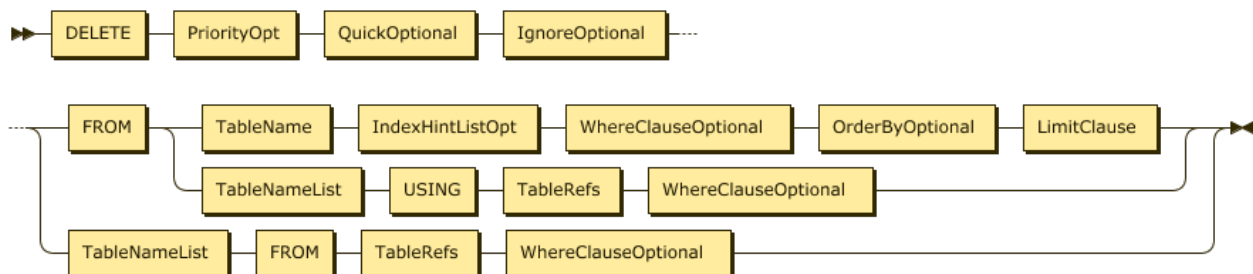 DELETE PriorityOpt QuickOptional IgnoreOptional
FROM TableName IndexHintListOpt WhereClauseOptional OrderByOptional LimitClause
TableNameList USING TableRefs WhereClauseOptional
TableNameList FROM TableRefs WhereClauseOptional